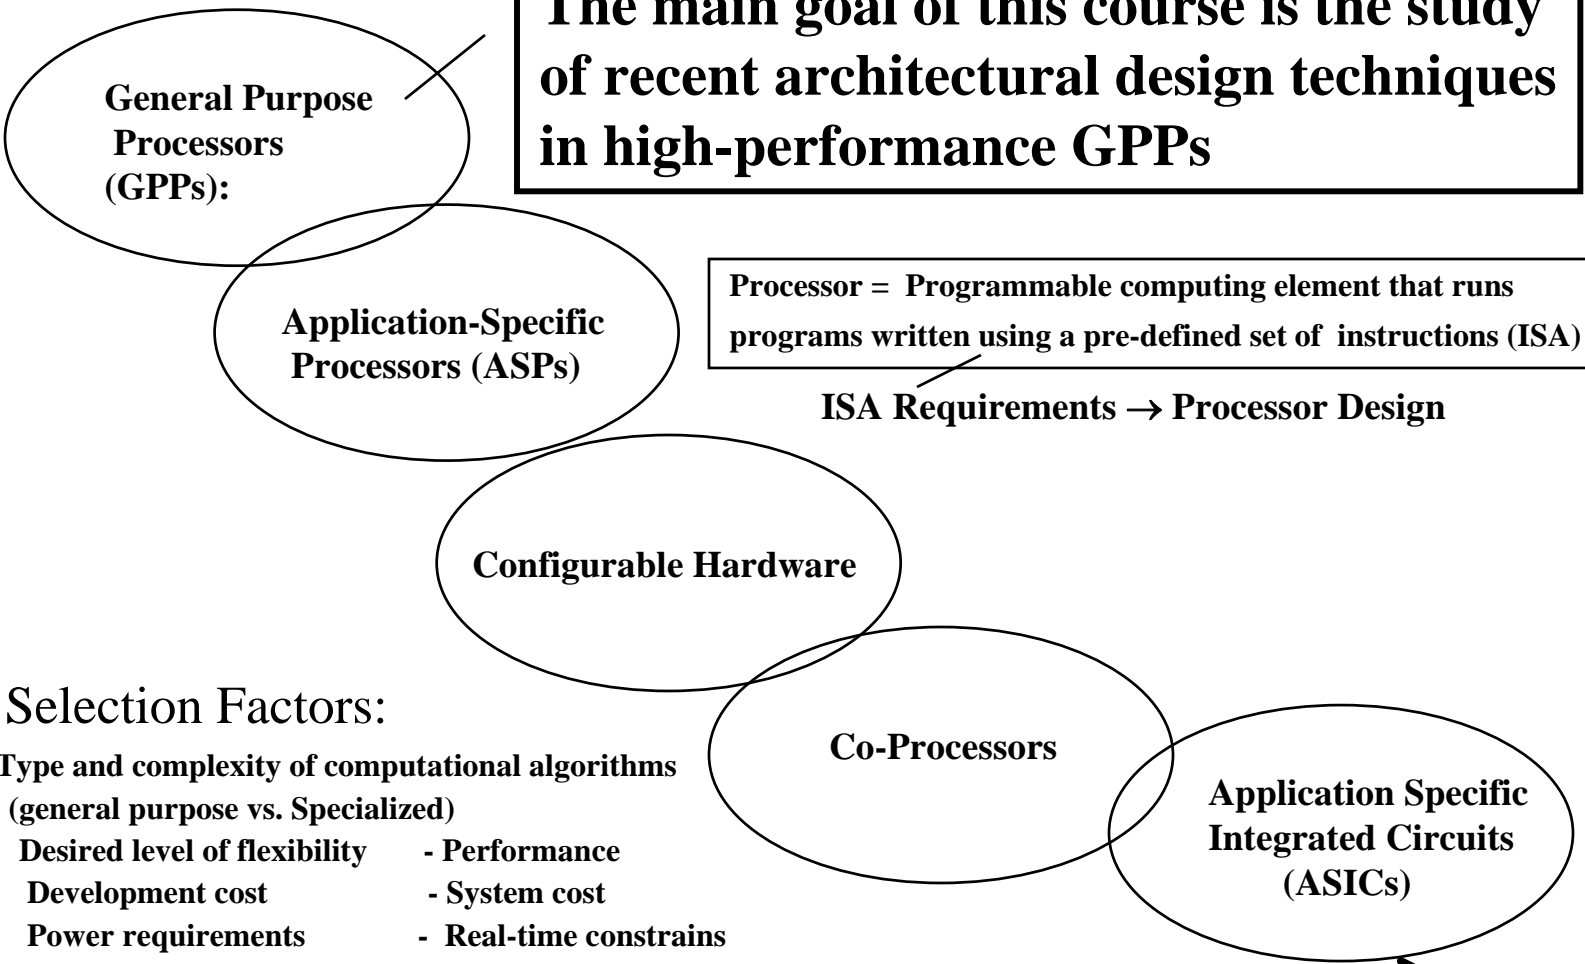 The main goal of this course is the study
of recent architectural design techniques
in high-performance GPPs
General Purpose
Processors
(GPPs):
Application-Specific
Processors (ASPs)
Processor = Programmable computing element that runs
programs written using a pre-defined set of instructions (ISA)
ISA Requirements → Processor Design
Configurable Hardware
Co-Processors
Application Specific
Integrated Circuits
(ASICs)
Selection Factors:
Type and complexity of computational algorithms
(general purpose vs. Specialized)
Desired level of flexibility - Performance
Development cost - System cost
Power requirements - Real-time constrains